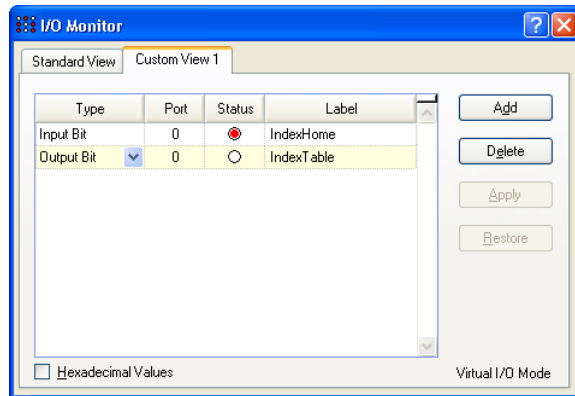 I/O Monitor
Standard View Custom View 1
Type Port Status Label
Input Bit 0 IndexHome
Output Bit 0 IndexTable
Add
Delete
Apply
Restore
Hexadecimal Values
Virtual I/O Mode